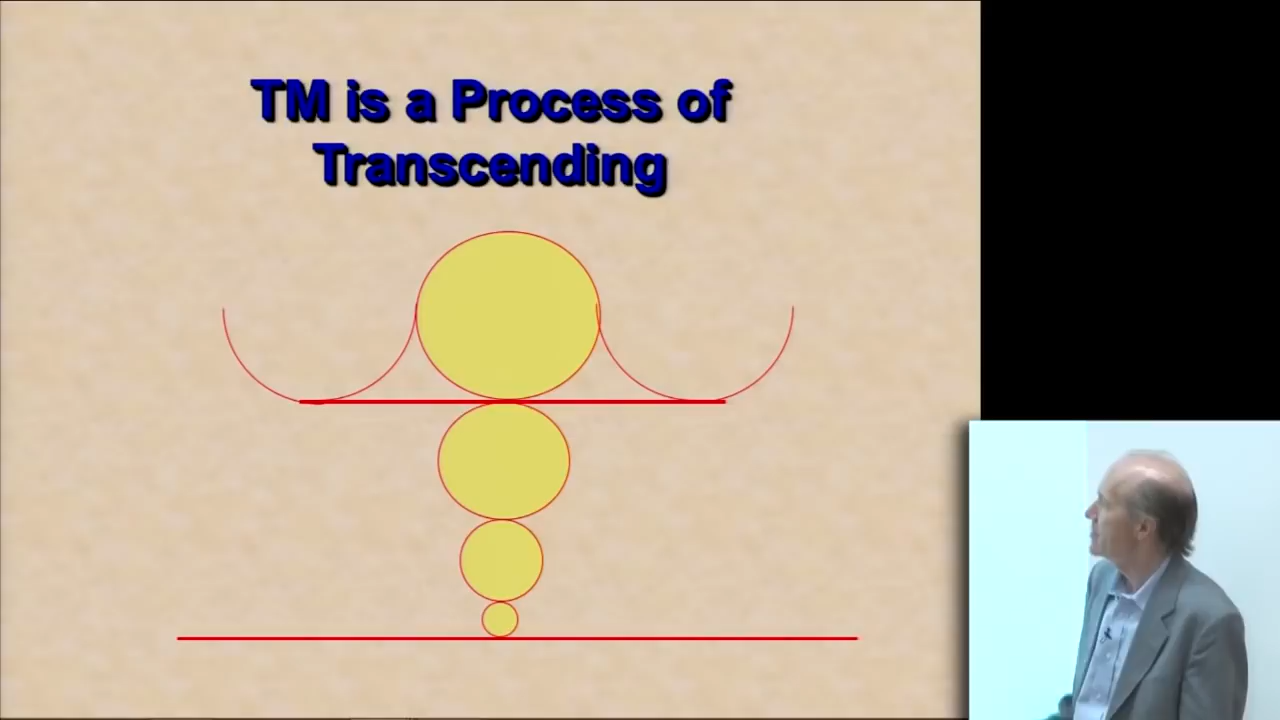 TM is a Process of
Transcending